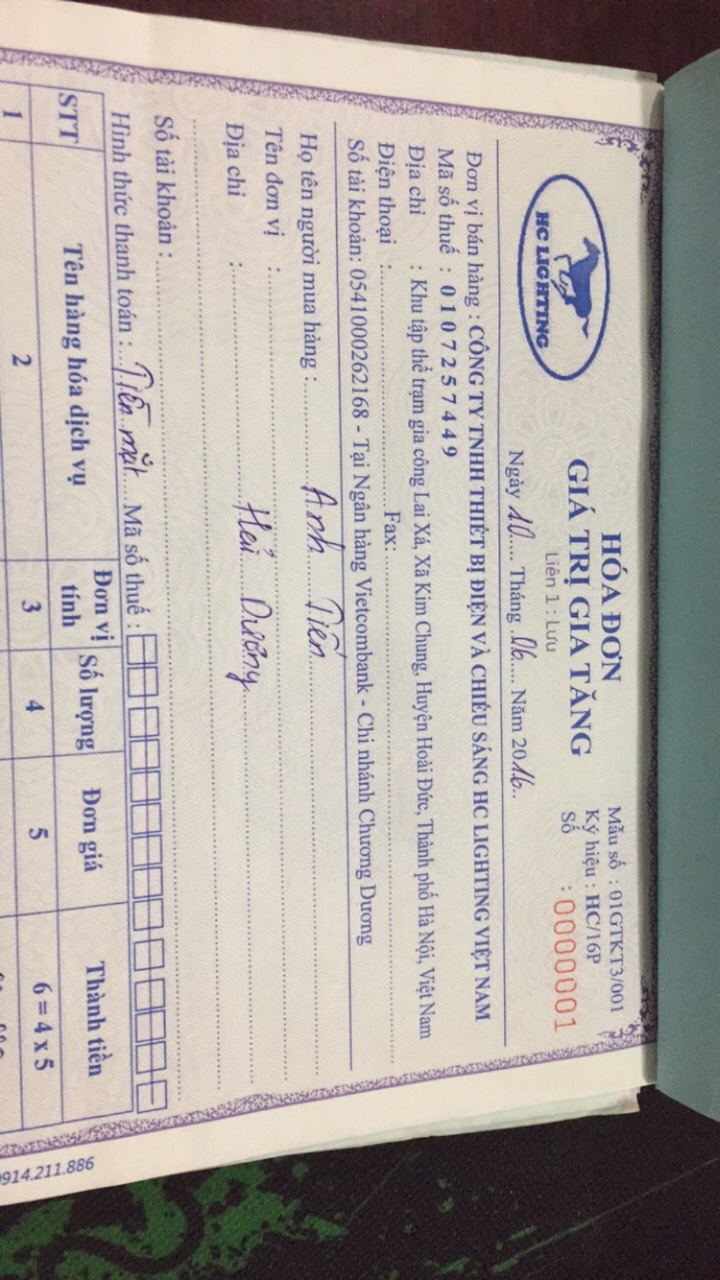 HC LIGHTING
HÓA ĐƠN
GIÁ TRỊ GIA TĂNG
Liên 1 : Lưu
Ngày 10 Tháng 06 Năm 2016
Mẫu số : 01GTKT3/001
Ký hiệu : HC/16P
Số : 0000001
Đơn vị bán hàng : CÔNG TY TNHH THIẾT BỊ ĐIỆN VÀ CHIẾU SÁNG HC LIGHTING VIỆT NAM
Mã số thuế : 0107257449
Địa chỉ : Khu tập thể trạm gia công Lai Xá, Xã Kim Chung, Huyện Hoài Đức, Thành phố Hà Nội, Việt Nam
Điện thoại : Fax:
Số tài khoản: 0541000262168 - Tại Ngân hàng Vietcombank - Chi nhánh Chương Dương
Họ tên người mua hàng : Anh Tiến
Tên đơn vị :
Địa chỉ : Hải Dương
Số tài khoản :
Hình thức thanh toán : Tiền mặt Mã số thuế :
STT Tên hàng hóa dịch vụ Đơn vị tính Số lượng Đơn giá Thành tiền
1 2 3 4 5 6 = 4 x 5
0914.211.886